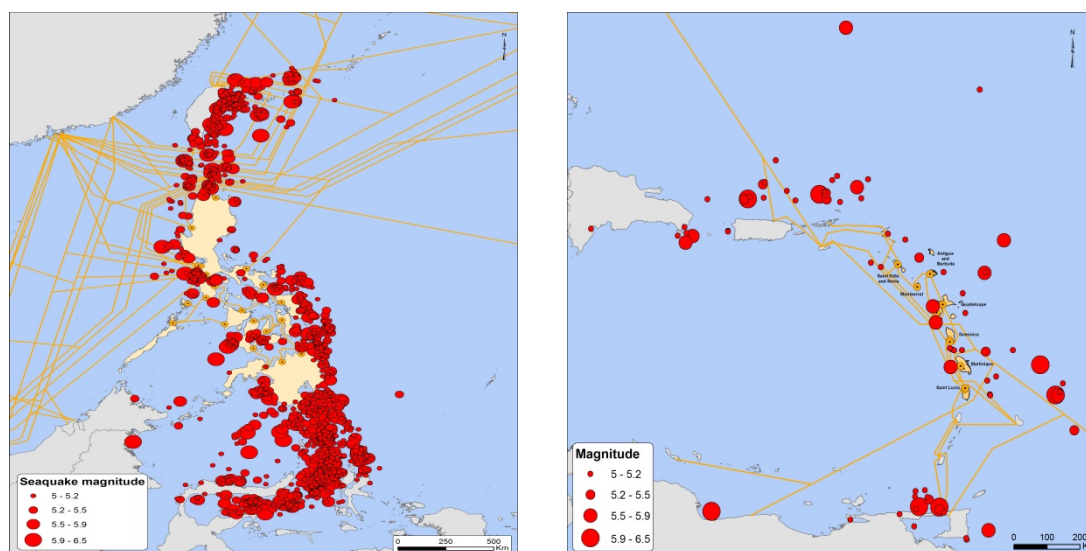 N
Seaquake magnitude
5 - 5.2
5.2 - 5.5
5.5 - 5.9
5.9 - 6.5
0 250 500
Km
N
Antigua
and
Barbuda
Saint Kitts
and Nevis
Montserrat
Guadeloupe
Dominica
Martinique
Saint Lucia
Magnitude
5 - 5.2
5.2 - 5.5
5.5 - 5.9
5.9 - 6.5
0 100